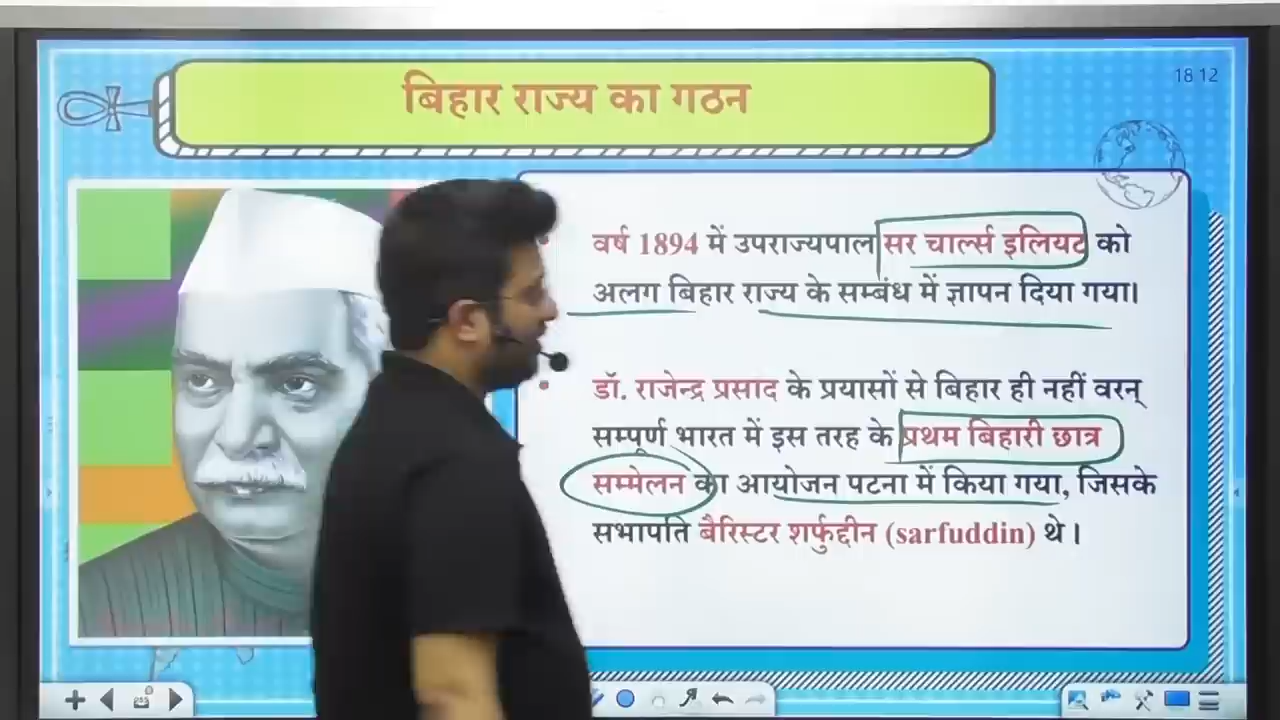 बिहार राज्य का गठन
18 12
वर्ष 1894 में उपराज्यपाल सर चार्ल्स इलियट को
अलग बिहार राज्य के सम्बंध में ज्ञापन दिया गया।
डॉ. राजेन्द्र प्रसाद के प्रयासों से बिहार ही नहीं वरन्
सम्पूर्ण भारत में इस तरह के प्रथम बिहारी छात्र
सम्मेलन का आयोजन पटना में किया गया, जिसके
सभापति बैरिस्टर शर्फुद्दीन (sarfuddin) थे।